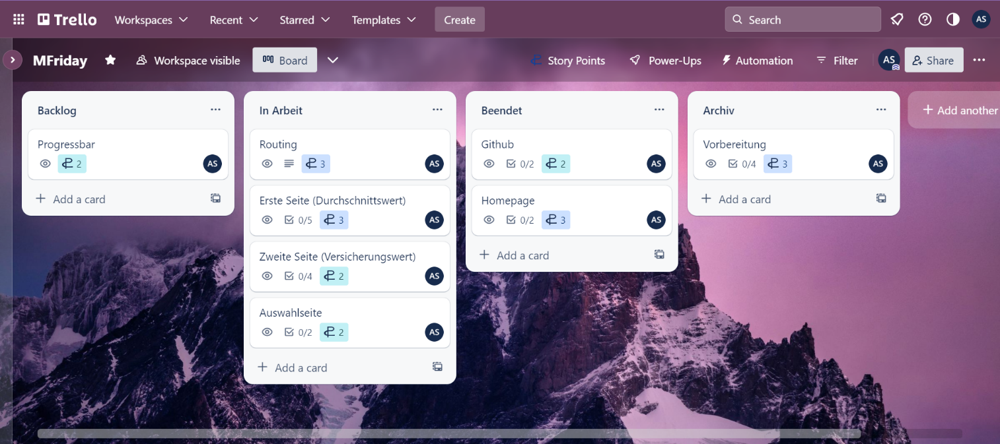 Trello Workspaces Recent Starred Templates Create Search AS
MFriday Workspace visible Board Story Points Power-Ups Automation Filter AS Share
Backlog
Progressbar
2 AS
Add a card
In Arbeit
Routing
3 AS
Erste Seite (Durchschnittswert)
0/5 3 AS
Zweite Seite (Versicherungswert)
0/4 2 AS
Auswahlseite
0/2 2 AS
Add a card
Beendet
Github
0/2 2 AS
Homepage
0/2 3 AS
Add a card
Archiv
Vorbereitung
0/4 3 AS
Add a card
Add another